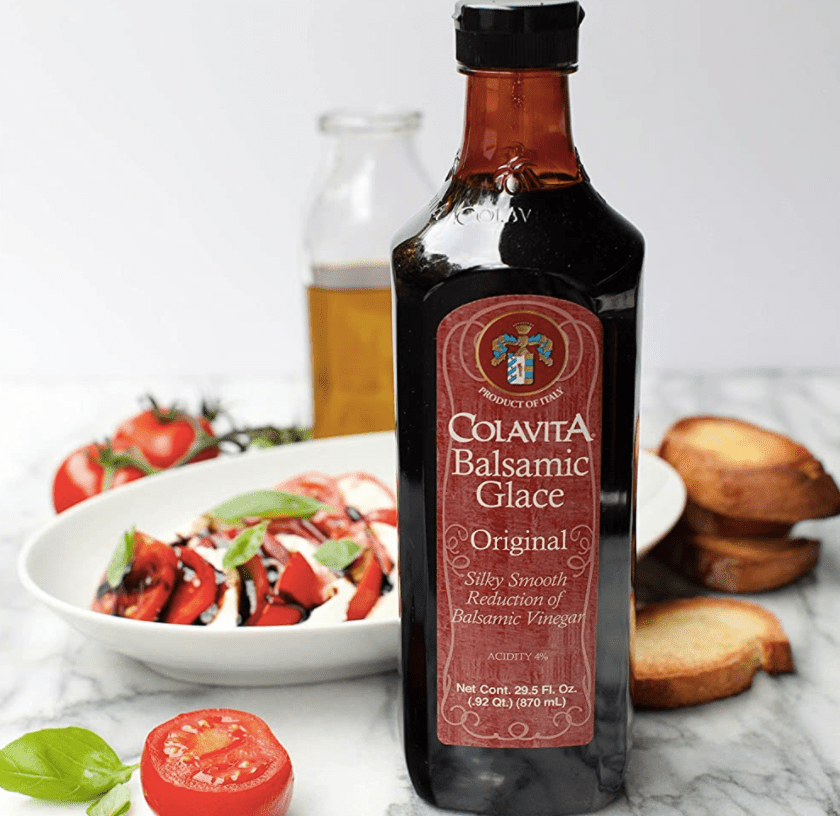 COLAVITA
PRODUCT OF ITALY
COLAVITA
Balsamic
Glace
Original
Silky Smooth
Reduction of
Balsamic Vinegar
ACIDITY 4%
Net Cont. 29.5 Fl. Oz.
(.92 Qt.) (870 mL)